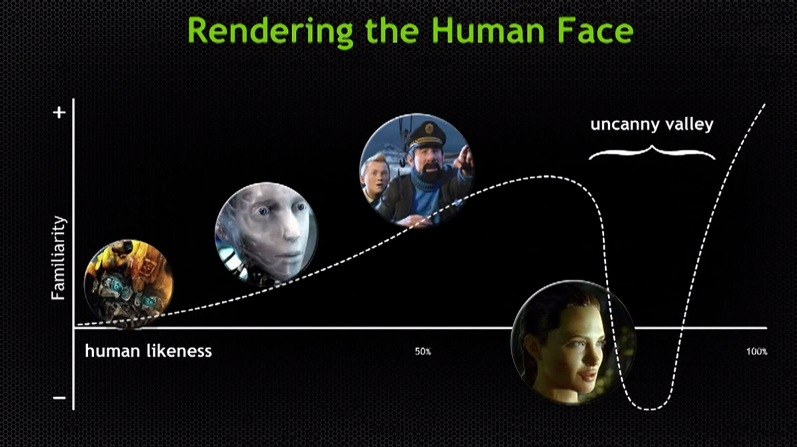 Rendering the Human Face
+
uncanny valley
Familiarity
human likeness
50%
100%
−